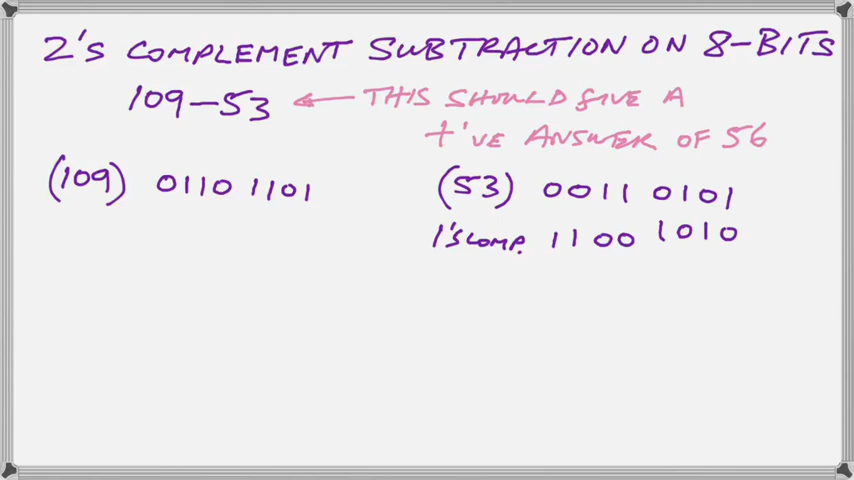 2'S COMPLEMENT SUBTRACTION ON 8-BITS
109-53 ← THIS SHOULD GIVE A
+'VE ANSWER OF 56
(109) 0110 1101 (53) 0011 0101
1'S COMP. 1100 1010